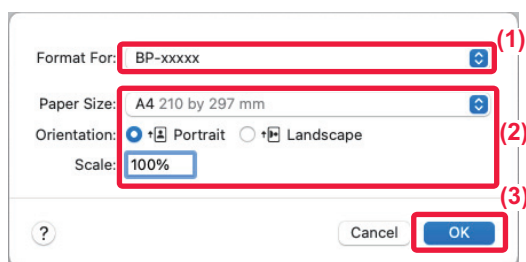 (1)
Format For: BP-xxxxx
Paper Size: A4 210 by 297 mm
Orientation: Portrait Landscape
(2)
Scale: 100%
(3)
? Cancel OK